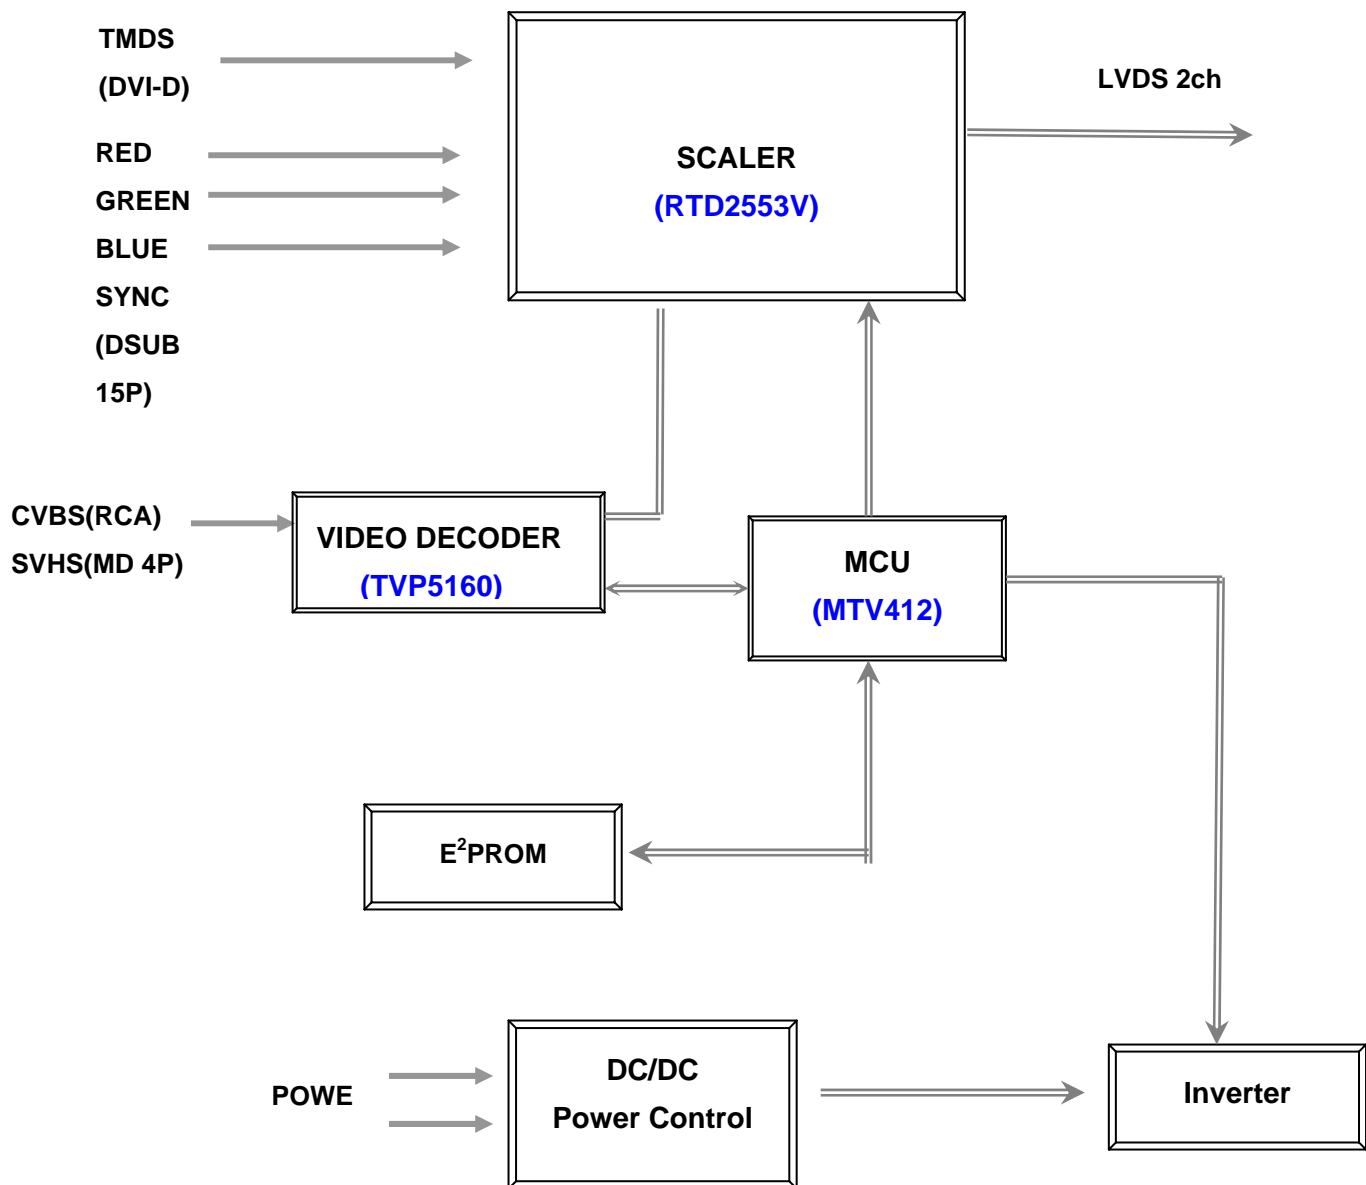 TMDS
(DVI-D)
LVDS 2ch
RED
GREEN
BLUE
SYNC
(DSUB
15P)
SCALER
(RTD2553V)
CVBS(RCA)
SVHS(MD 4P)
VIDEO DECODER
(TVP5160)
MCU
(MTV412)
E²PROM
POWE
DC/DC
Power Control
Inverter